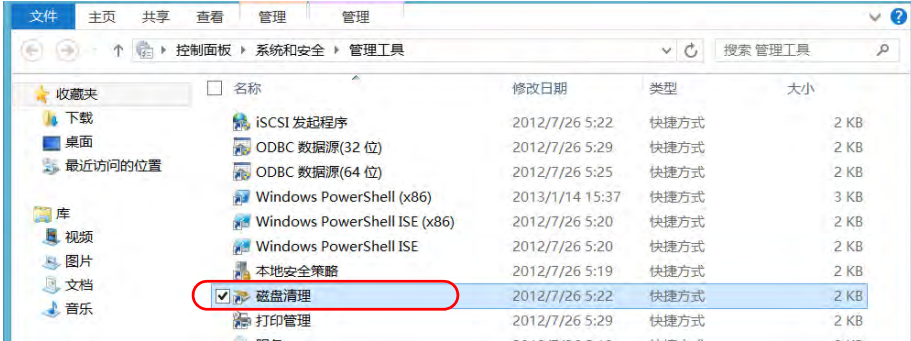 文件 主页 共享 查看 管理 管理
控制面板 系统和安全 管理工具 搜索 管理工具
收藏夹
下载
桌面
最近访问的位置
库
视频
图片
文档
音乐
名称 修改日期 类型 大小
iSCSI 发起程序 2012/7/26 5:22 快捷方式 2 KB
ODBC 数据源(32 位) 2012/7/26 5:29 快捷方式 2 KB
ODBC 数据源(64 位) 2012/7/26 5:25 快捷方式 2 KB
Windows PowerShell (x86) 2013/1/14 15:37 快捷方式 3 KB
Windows PowerShell ISE (x86) 2012/7/26 5:20 快捷方式 2 KB
Windows PowerShell ISE 2012/7/26 5:20 快捷方式 2 KB
本地安全策略 2012/7/26 5:19 快捷方式 2 KB
磁盘清理 2012/7/26 5:22 快捷方式 2 KB
打印管理 2012/7/26 5:29 快捷方式 2 KB